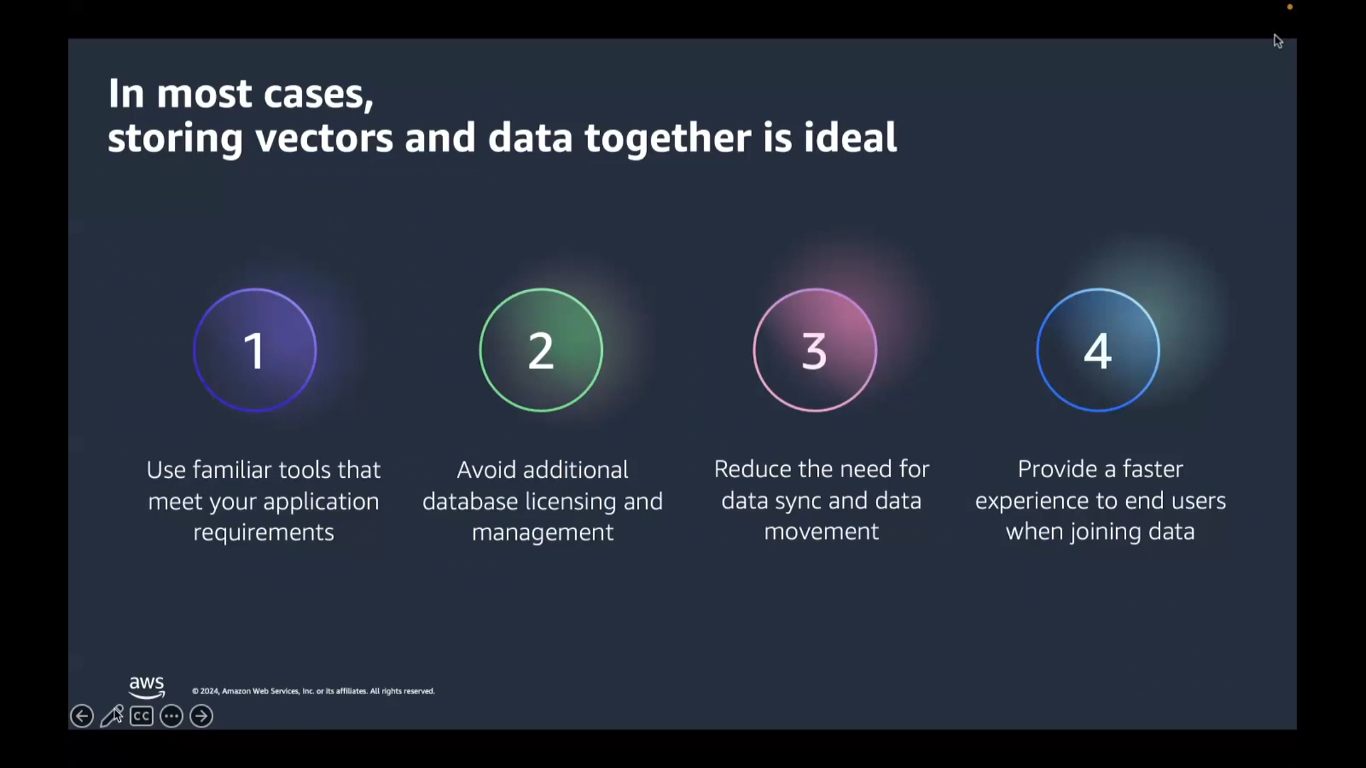 In most cases,
storing vectors and data together is ideal
1
2
3
4
Use familiar tools that
meet your application
requirements
Avoid additional
database licensing and
management
Reduce the need for
data sync and data
movement
Provide a faster
experience to end users
when joining data
aws
© 2024, Amazon Web Services, Inc. or its affiliates. All rights reserved.
CC